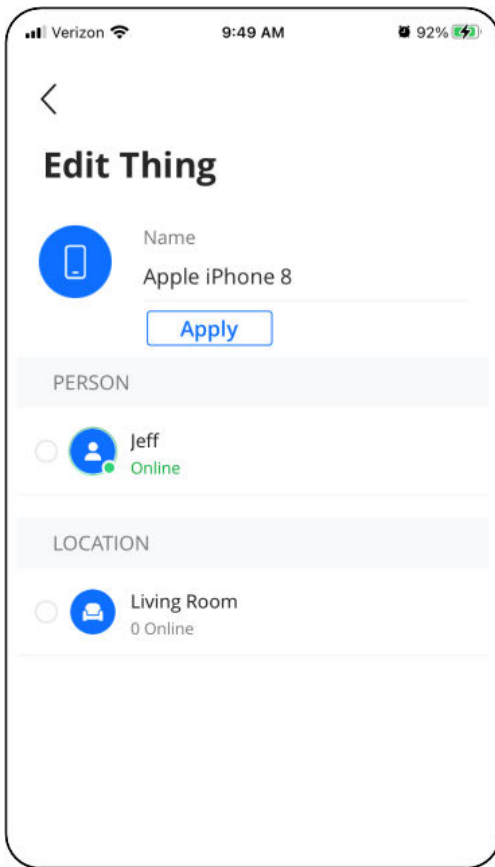 Verizon 9:49 AM 92%
Edit Thing
Name
Apple iPhone 8
Apply
PERSON
Jeff
Online
LOCATION
Living Room
0 Online